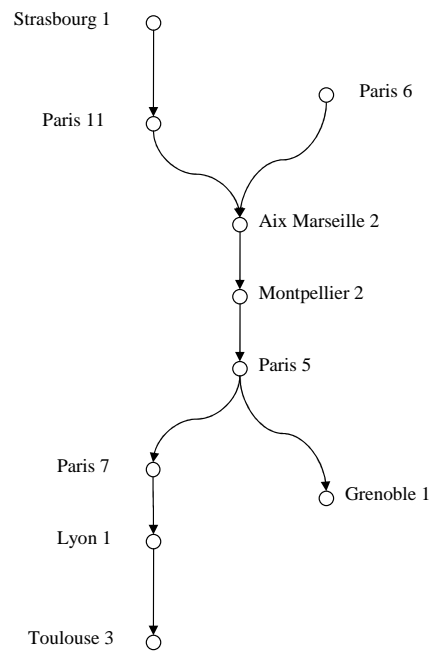 Strasbourg 1
Paris 6
Paris 11
Aix Marseille 2
Montpellier 2
Paris 5
Paris 7
Grenoble 1
Lyon 1
Toulouse 3